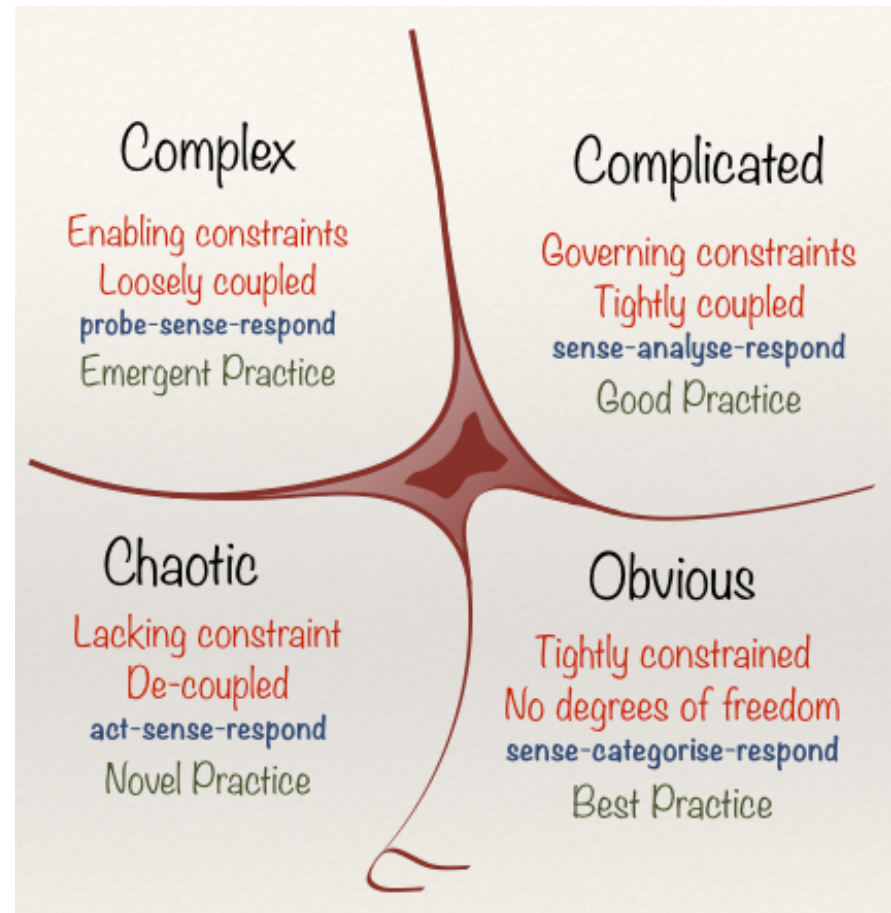 Complex
Enabling constraints
Loosely coupled
probe-sense-respond
Emergent Practice
Complicated
Governing constraints
Tightly coupled
sense-analyse-respond
Good Practice
Chaotic
Lacking constraint
De-coupled
act-sense-respond
Novel Practice
Obvious
Tightly constrained
No degrees of freedom
sense-categorise-respond
Best Practice